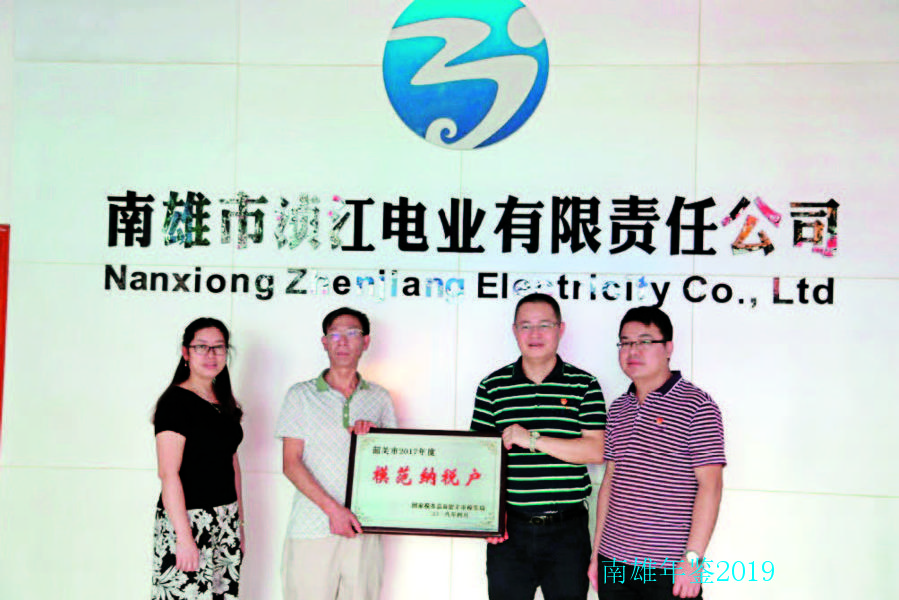 南雄市浈江电业有限责任公司
Nanxiong Zhenjiang Electricity Co., Ltd
韶关市2017年度
模范纳税户
南雄年鉴2019